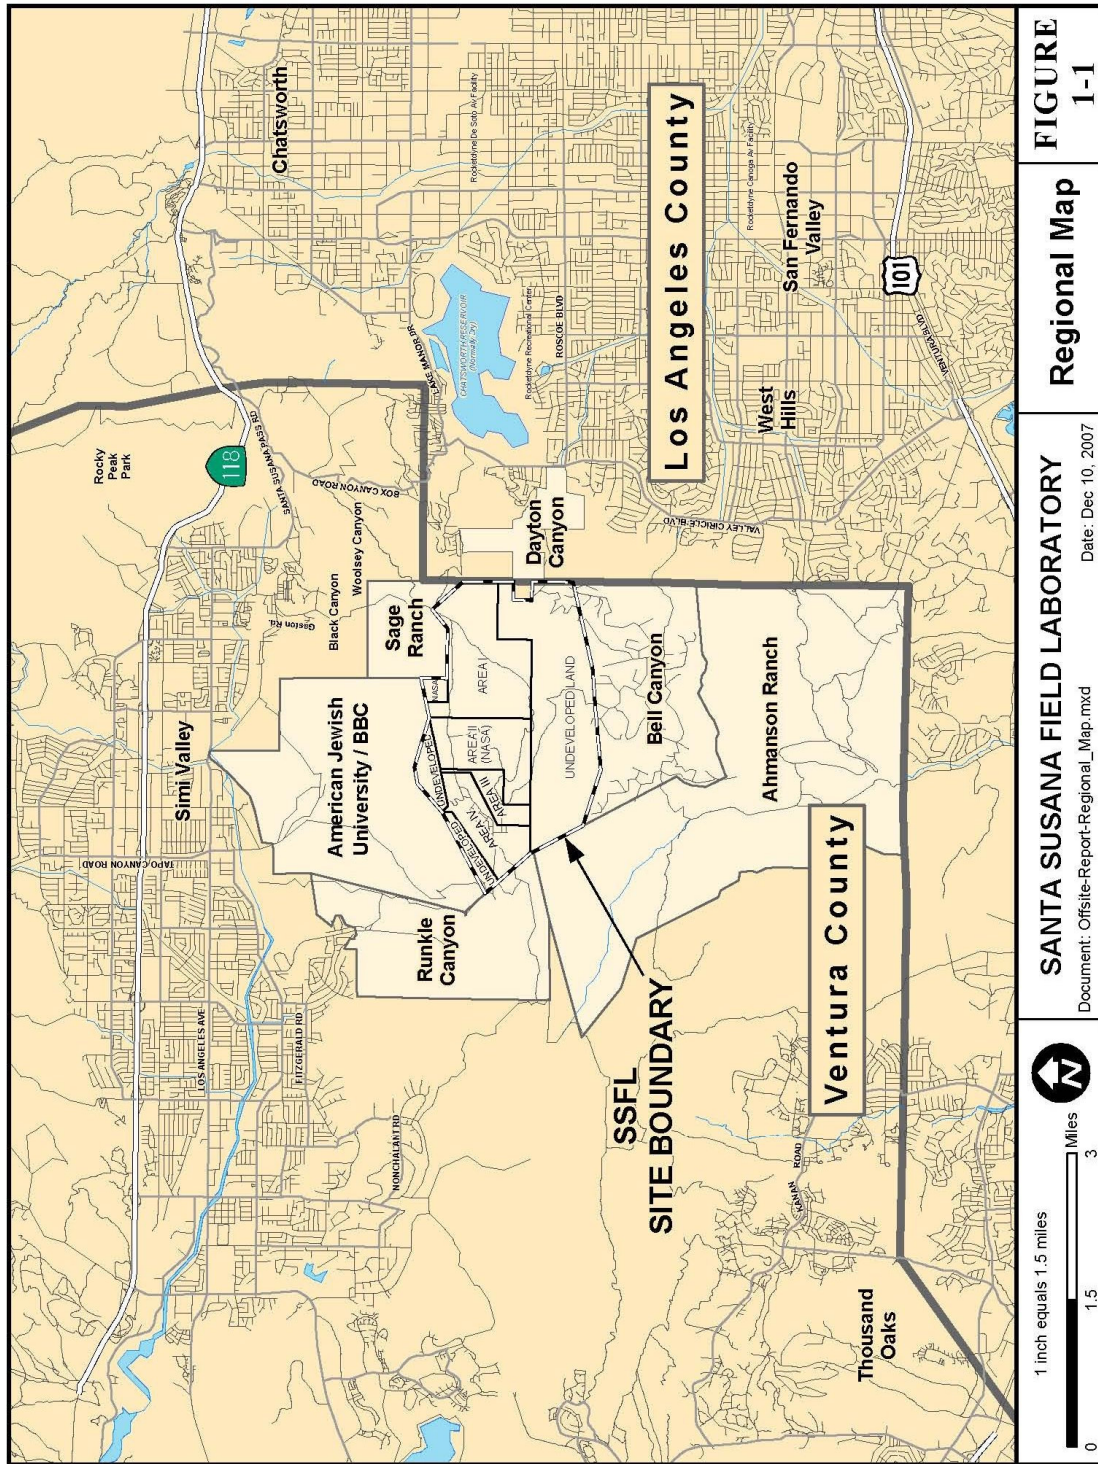 Simi Valley
LOS ANGELES AVE
FITZGERALD RD
TAPO CANYON ROAD
NONCHALANT RD
118
Rocky
Peak
Park
SANTA SUSANA PASS RD
BOX CANYON ROAD
Gaston Rd.
Black Canyon
Woolsey Canyon
Chatsworth
American Jewish
University / BBC
Sage
Ranch
Runkle
Canyon
LAKE MANOR DR
CHATSWORTH RESERVOIR
(Normally Dry)
Rocketdyne De Soto Av Facility
NASA
UNDEVELOPED
UNDEVELOPED
AREA I
AREA II
(NASA)
AREA III
AREA IV
UNDEVELOPED LAND
Dayton
Canyon
Rocketdyne Recreational Center
ROSCOE BLVD
SSFL
SITE BOUNDARY
Bell Canyon
Los Angeles County
VALLEY CIRICLE BLVD
Rocketdyne Canoga Av Facility
West
Hills
San Fernando
Valley
Ahmanson Ranch
Ventura County
KANAN ROAD
Thousand
Oaks
101
VENTURA BLVD
1 inch equals 1.5 miles
0 1.5 3 Miles
N
SANTA SUSANA FIELD LABORATORY
Document: Offsite-Report-Regional_Map.mxd Date: Dec 10, 2007
Regional Map
FIGURE
1-1